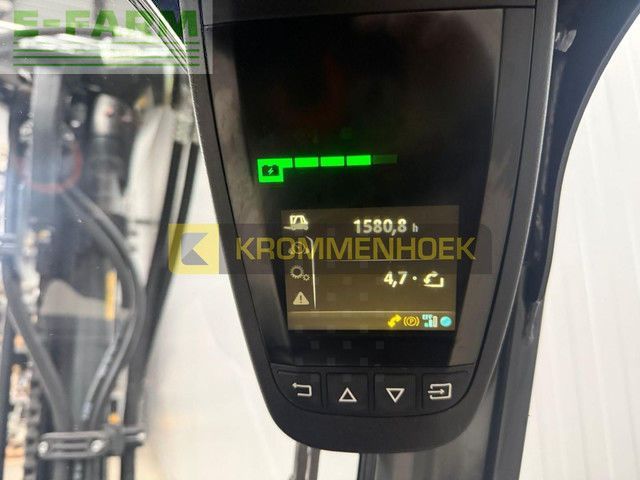 E-FARM
1580,8 h
KROMMENHOEK
4,7°